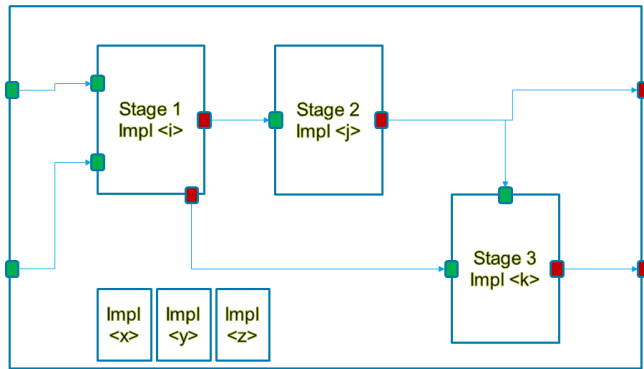 Stage 1
Impl <i>
Stage 2
Impl <j>
Stage 3
Impl <k>
Impl
<x>
Impl
<y>
Impl
<z>